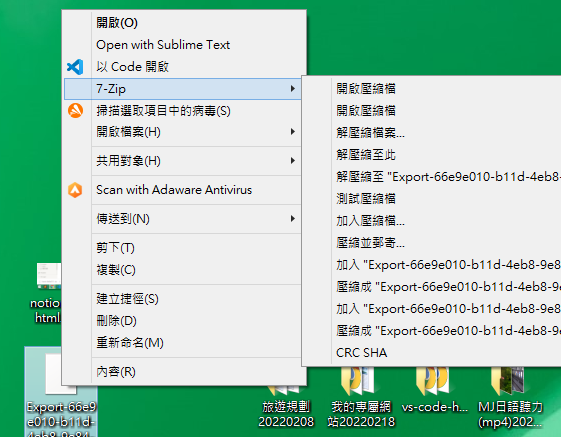 開啟(O)
Open with Sublime Text
以 Code 開啟
7-Zip
掃描選取項目中的病毒(S)
開啟檔案(H)
共用對象(H)
Scan with Adaware Antivirus
傳送到(N)
剪下(T)
複製(C)
建立捷徑(S)
刪除(D)
重新命名(M)
內容(R)
開啟壓縮檔
開啟壓縮檔
解壓縮檔案...
解壓縮至此
解壓縮至 "Export-66e9e010-b11d-4eb8-
測試壓縮檔
加入壓縮檔...
壓縮並郵寄...
加入 "Export-66e9e010-b11d-4eb8-9e8
壓縮成 "Export-66e9e010-b11d-4eb8-9e
加入 "Export-66e9e010-b11d-4eb8-9e8
壓縮成 "Export-66e9e010-b11d-4eb8-9e
CRC SHA
notio
html
Export-66e9
e010-b11d-
4eb8-9e84-
旅遊規劃
20220208
我的專屬網
站20220218
vs-code-h...
MJ日語聽力
(mp4)202...